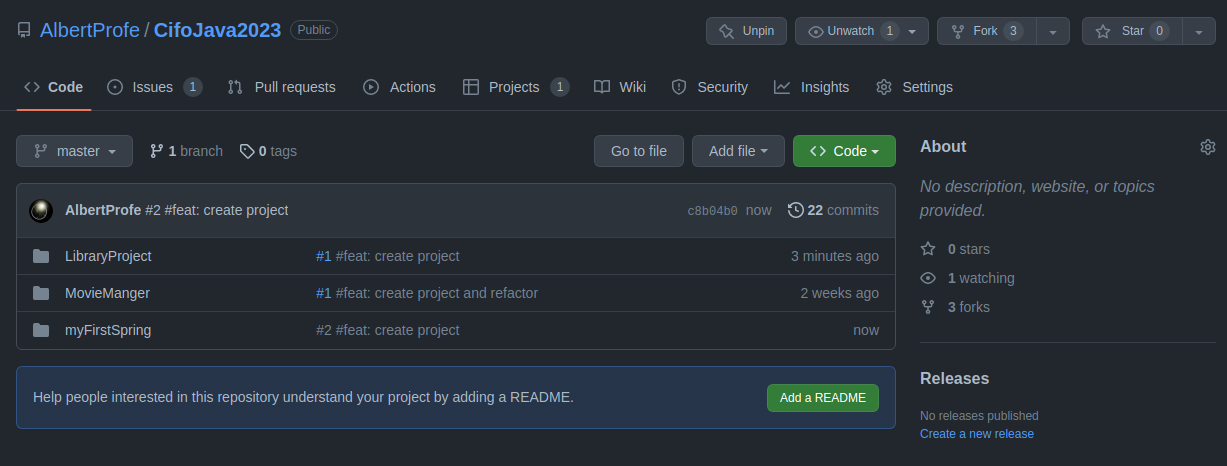 AlbertProfe / CifoJava2023 Public
Unpin Unwatch 1 Fork 3 Star 0
Code Issues 1 Pull requests Actions Projects 1 Wiki Security Insights Settings
master 1 branch 0 tags Go to file Add file Code
AlbertProfe #2 #feat: create project c8b04b0 now 22 commits
LibraryProject #1 #feat: create project 3 minutes ago
MovieManger #1 #feat: create project and refactor 2 weeks ago
myFirstSpring #2 #feat: create project now
Help people interested in this repository understand your project by adding a README. Add a README
About
No description, website, or topics
provided.
0 stars
1 watching
3 forks
Releases
No releases published
Create a new release